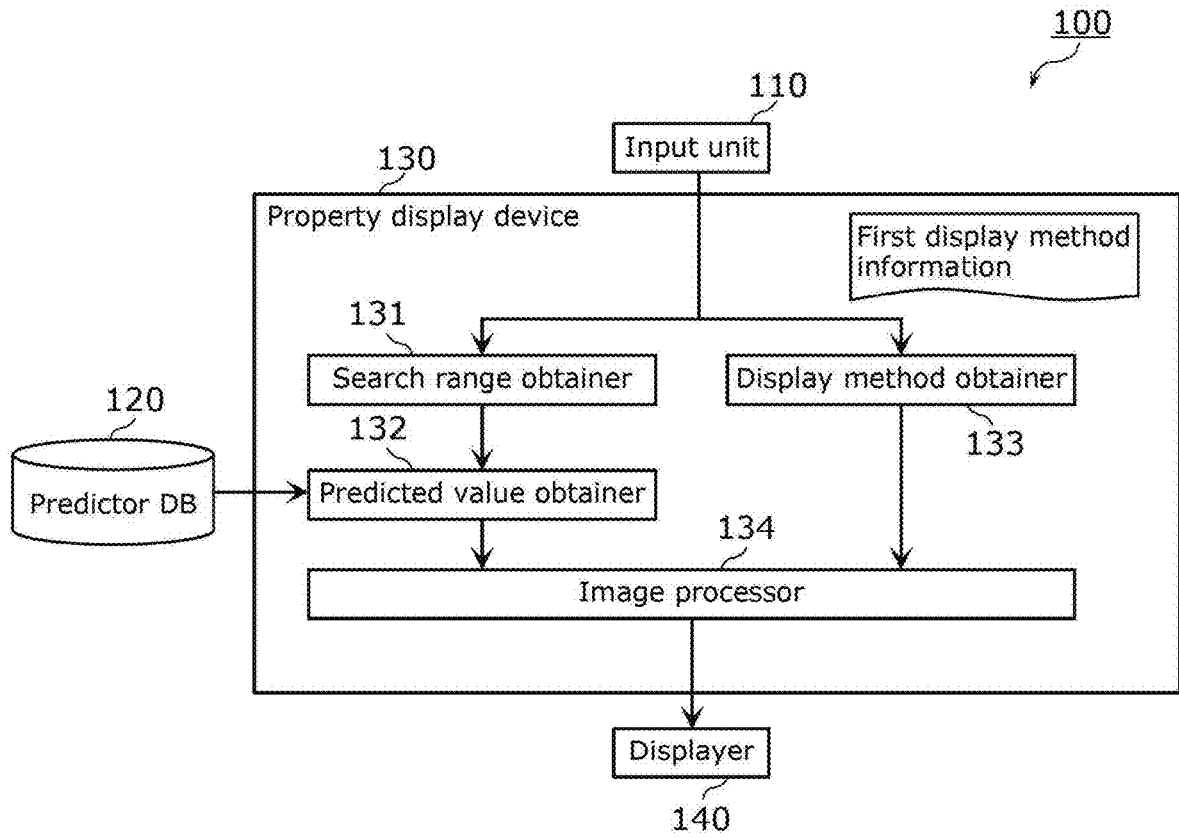 100
110
Input unit
130
Property display device
First display method
information
131
Search range obtainer
Display method obtainer
133
120
Predictor DB
132
Predicted value obtainer
134
Image processor
Displayer
140